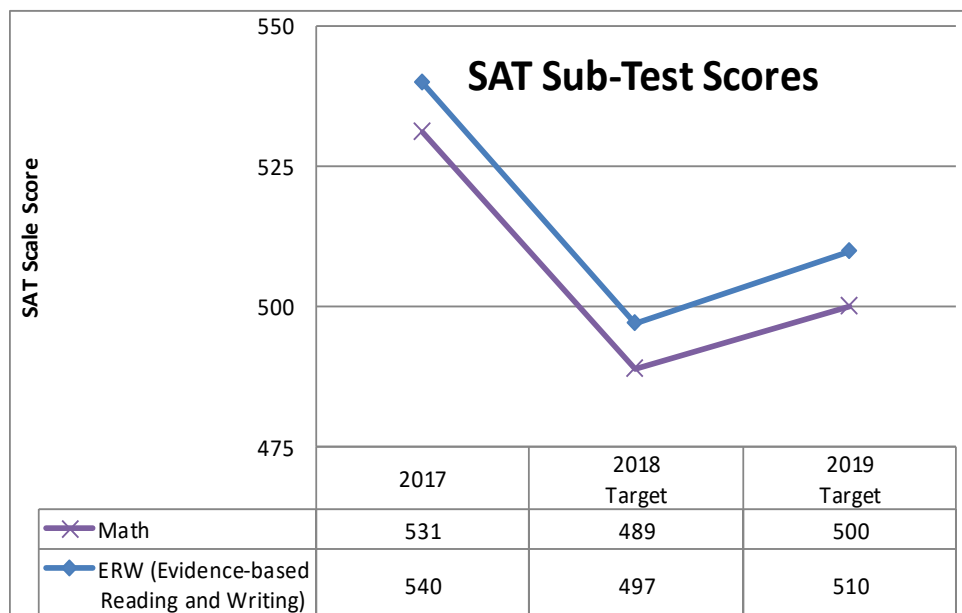 SAT Sub-Test Scores
SAT Scale Score
550
525
500
475
2017
2018
Target
2019
Target
Math 531 489 500
ERW (Evidence-based
Reading and Writing) 540 497 510